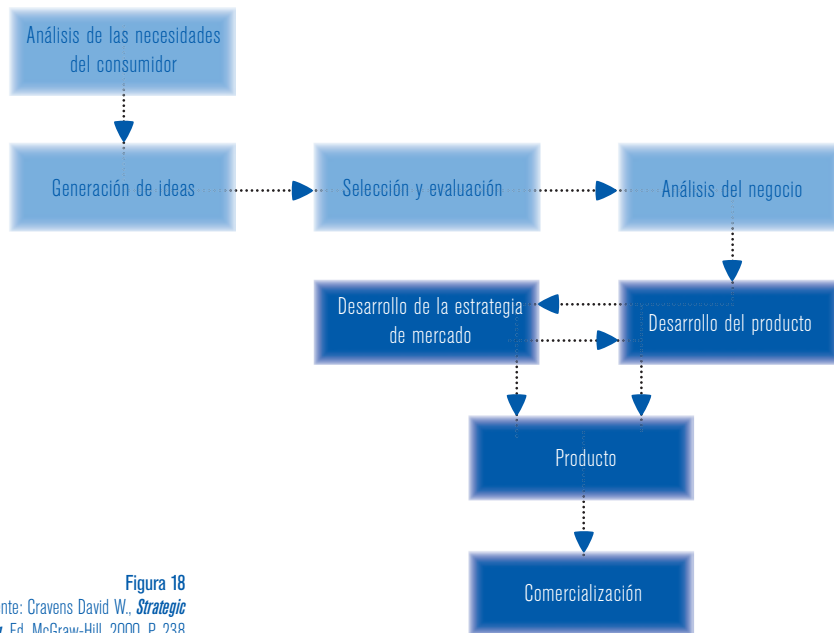 Análisis de las necesidades
del consumidor
Generación de ideas
Selección y evaluación
Análisis del negocio
Desarrollo de la estrategia
de mercado
Desarrollo del producto
Producto
Comercialización
Figura 18
Cravens David W., Strategic
Ed. McGraw-Hill, 2000. P. 238